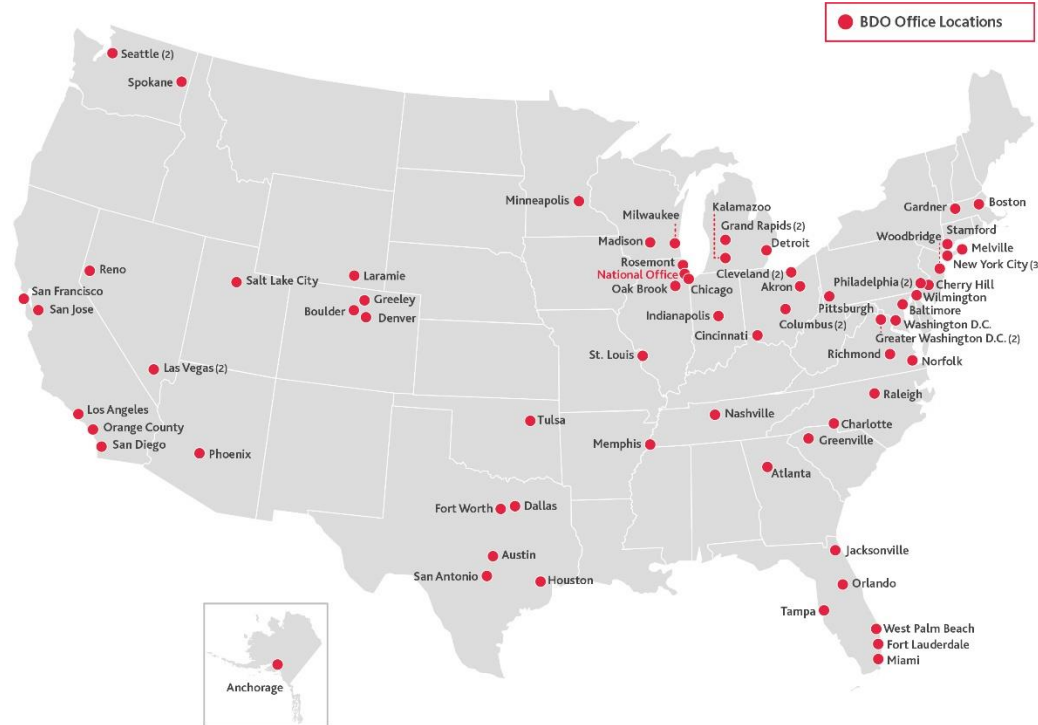 BDO Office Locations
Seattle (2)
Spokane
Minneapolis
Milwaukee
Kalamazoo
Grand Rapids (2)
Madison
Detroit
Gardner
Boston
Stamford
Woodbridge
Melville
Rosemont
National Office
Cleveland (2)
New York City (3
Reno
Salt Lake City
Laramie
Oak Brook
Chicago
Akron
Philadelphia (2)
Cherry Hill
San Francisco
Greeley
Wilmington
San Jose
Boulder
Denver
Indianapolis
Columbus (2)
Pittsburgh
Baltimore
Washington D.C.
Cincinnati
Greater Washington D.C. (2)
St. Louis
Richmond
Norfolk
Las Vegas (2)
Raleigh
Los Angeles
Orange County
San Diego
Phoenix
Tulsa
Nashville
Charlotte
Memphis
Greenville
Atlanta
Fort Worth
Dallas
Austin
San Antonio
Houston
Jacksonville
Orlando
Tampa
West Palm Beach
Fort Lauderdale
Miami
Anchorage